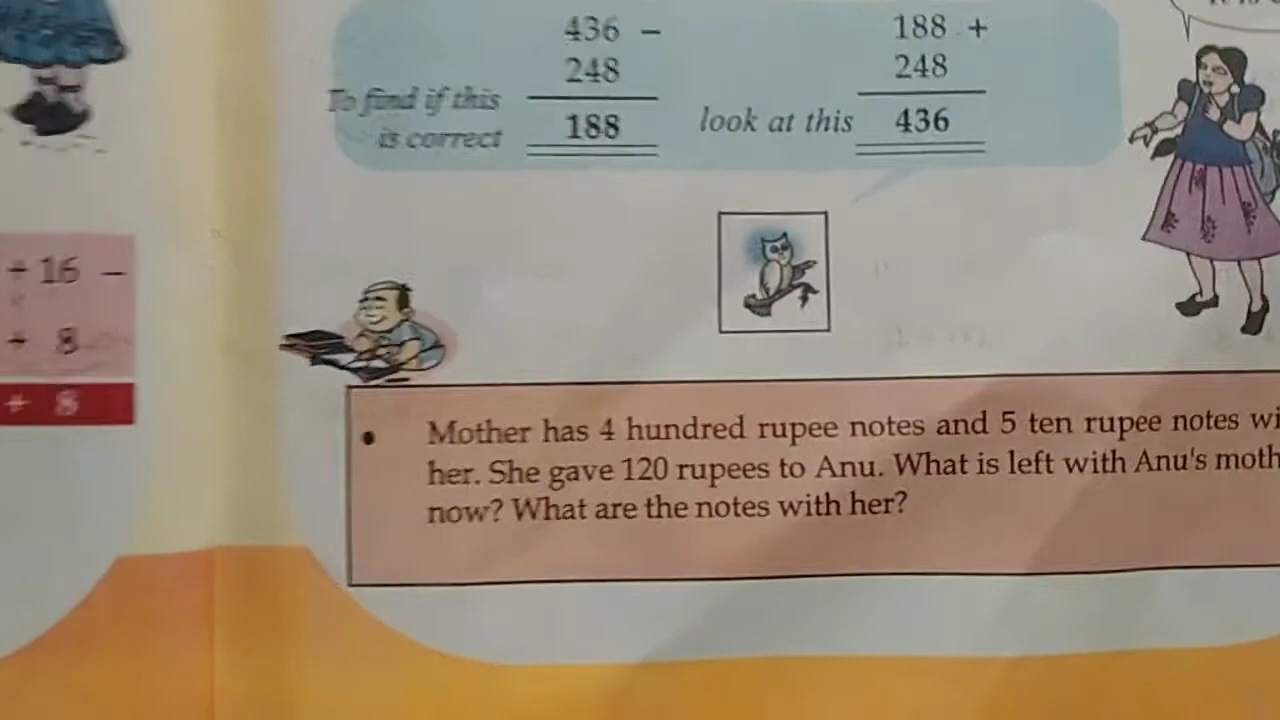 436 −
248
To find if this
is correct
188
188 +
248
look at this
436
+ 16 −
+ 8
+ 8
• Mother has 4 hundred rupee notes and 5 ten rupee notes wi
her. She gave 120 rupees to Anu. What is left with Anu's moth
now? What are the notes with her?